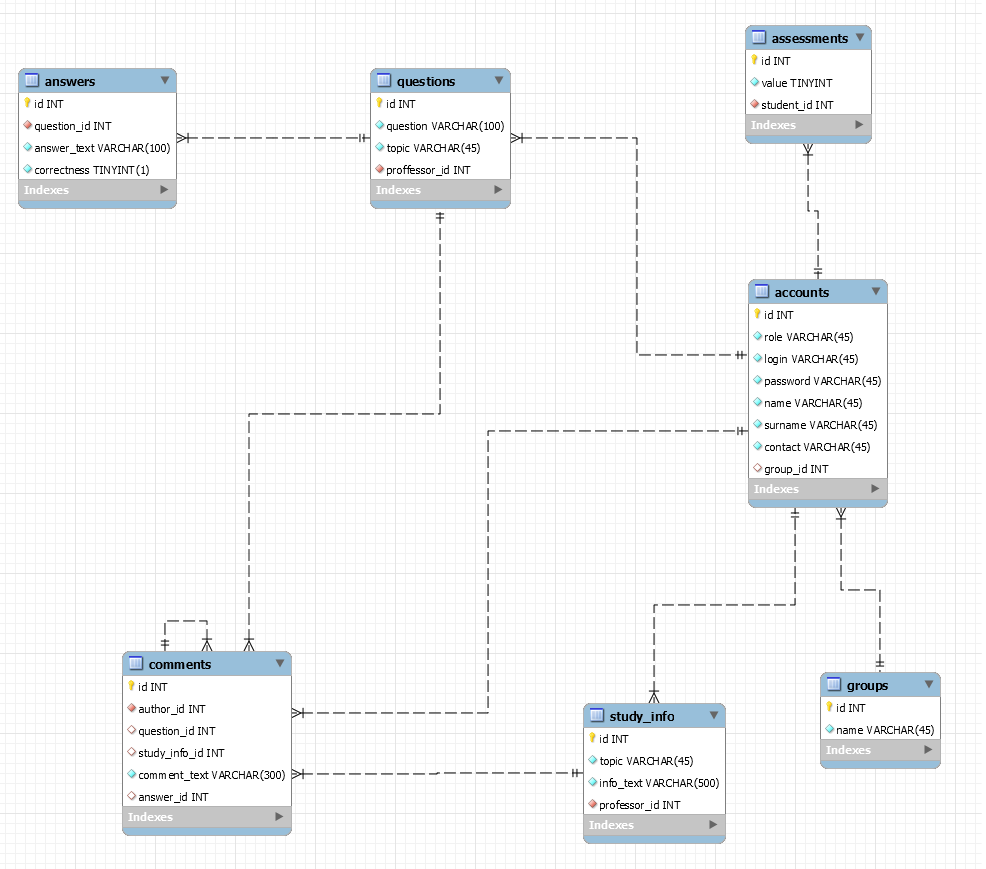 answers
id INT
question_id INT
answer_text VARCHAR(100)
correctness TINYINT(1)
Indexes
questions
id INT
question VARCHAR(100)
topic VARCHAR(45)
proffessor_id INT
Indexes
assessments
id INT
value TINYINT
student_id INT
Indexes
accounts
id INT
role VARCHAR(45)
login VARCHAR(45)
password VARCHAR(45)
name VARCHAR(45)
surname VARCHAR(45)
contact VARCHAR(45)
group_id INT
Indexes
comments
id INT
author_id INT
question_id INT
study_info_id INT
comment_text VARCHAR(300)
answer_id INT
Indexes
study_info
id INT
topic VARCHAR(45)
info_text VARCHAR(500)
professor_id INT
Indexes
groups
id INT
name VARCHAR(45)
Indexes